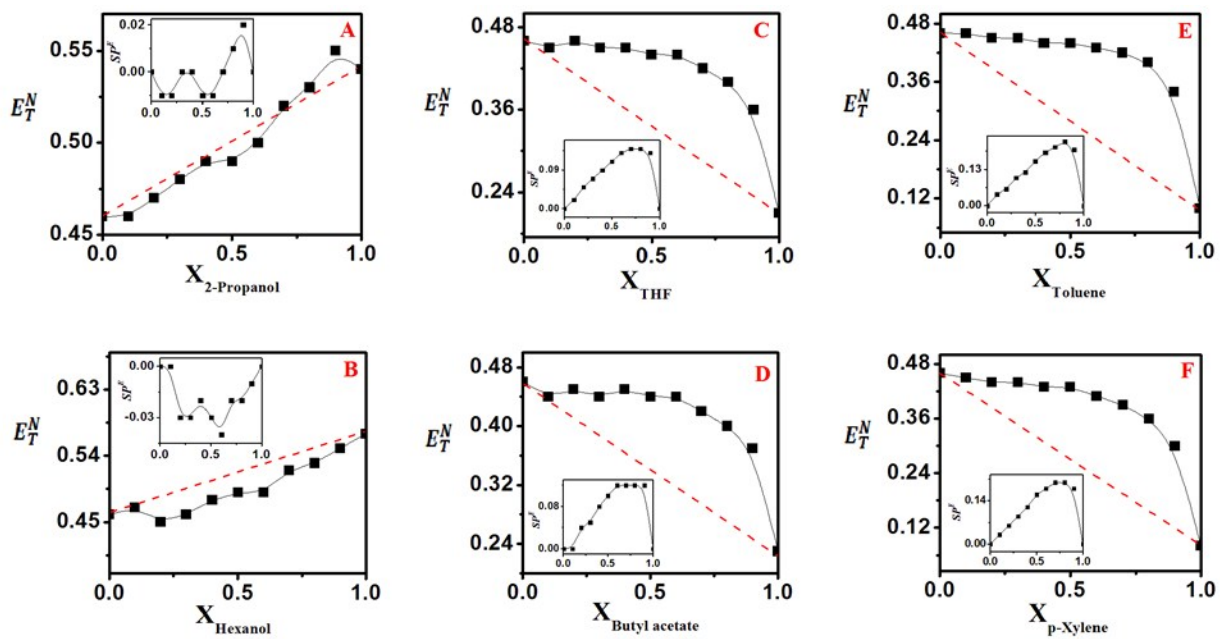 A
0.02
0.00
SP^E
0.0 0.5 1.0
0.55
0.50
0.45
E_T^N
0.0 0.5 1.0
X_2-Propanol
C
0.48
0.36
0.24
E_T^N
0.09
0.00
SP^E
0.0 0.5 1.0
0.0 0.5 1.0
X_THF
E
0.48
0.36
0.24
0.12
E_T^N
0.13
0.00
SP^E
0.0 0.5 1.0
0.0 0.5 1.0
X_Toluene
B
0.00
-0.03
SP^E
0.0 0.5 1.0
0.63
0.54
0.45
E_T^N
0.0 0.5 1.0
X_Hexanol
D
0.48
0.40
0.32
0.24
E_T^N
0.08
0.00
SP^E
0.0 0.5 1.0
0.0 0.5 1.0
X_Butyl acetate
F
0.48
0.36
0.24
0.12
E_T^N
0.14
0.00
SP^E
0.0 0.5 1.0
0.0 0.5 1.0
X_p-Xylene